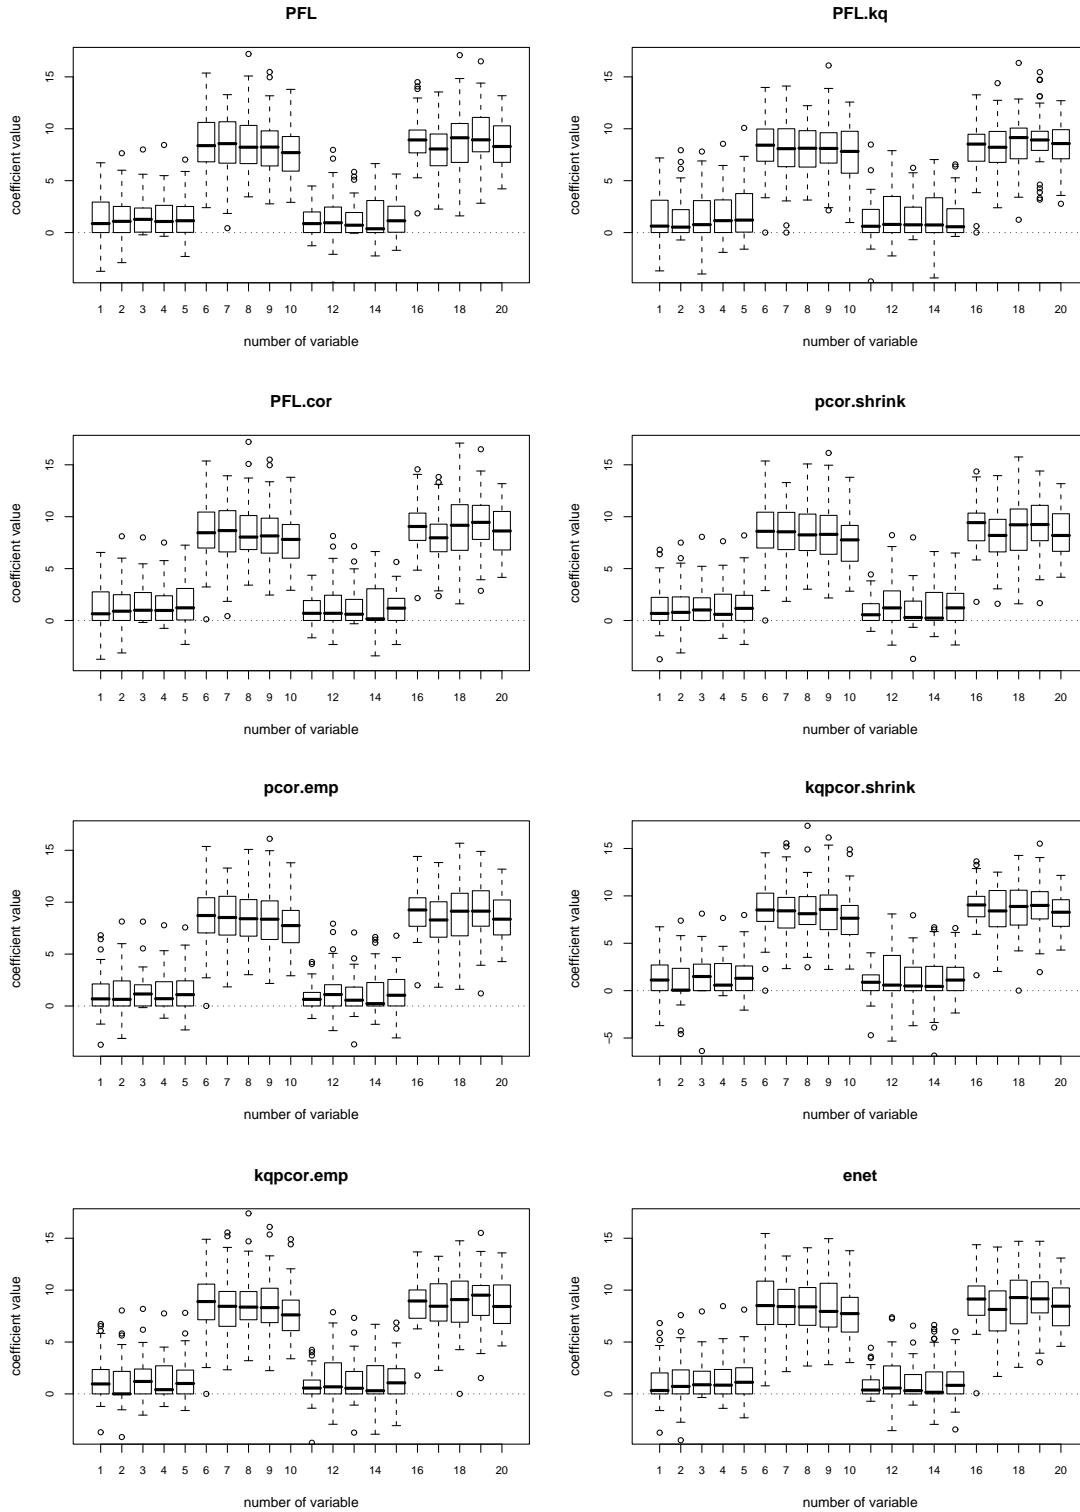 PFL
coefficient value
15
10
5
0
1 2 3 4 5 6 7 8 9 10 12 14 16 18 20
number of variable
PFL.kq
coefficient value
15
10
5
0
1 2 3 4 5 6 7 8 9 10 12 14 16 18 20
number of variable
PFL.cor
coefficient value
15
10
5
0
1 2 3 4 5 6 7 8 9 10 12 14 16 18 20
number of variable
pcor.shrink
coefficient value
15
10
5
0
1 2 3 4 5 6 7 8 9 10 12 14 16 18 20
number of variable
pcor.emp
coefficient value
15
10
5
0
1 2 3 4 5 6 7 8 9 10 12 14 16 18 20
number of variable
kqpcor.shrink
coefficient value
15
10
5
0
−5
1 2 3 4 5 6 7 8 9 10 12 14 16 18 20
number of variable
kqpcor.emp
coefficient value
15
10
5
0
1 2 3 4 5 6 7 8 9 10 12 14 16 18 20
number of variable
enet
coefficient value
15
10
5
0
1 2 3 4 5 6 7 8 9 10 12 14 16 18 20
number of variable